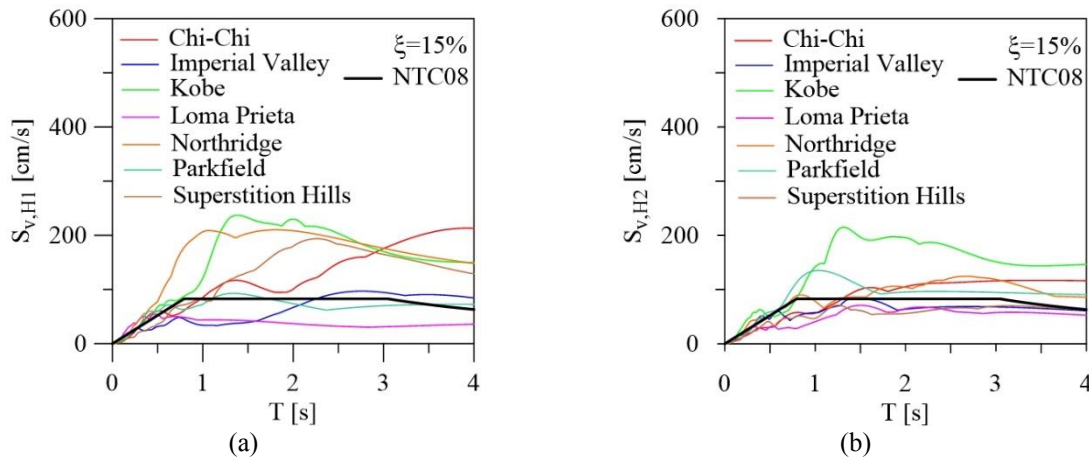 600
400
200
0
S_v,H1 [cm/s]
Chi-Chi
Imperial Valley
Kobe
Loma Prieta
Northridge
Parkfield
Superstition Hills
ξ=15%
NTC08
0 1 2 3 4
T [s]
(a)
600
400
200
0
S_v,H2 [cm/s]
Chi-Chi
Imperial Valley
Kobe
Loma Prieta
Northridge
Parkfield
Superstition Hills
ξ=15%
NTC08
0 1 2 3 4
T [s]
(b)